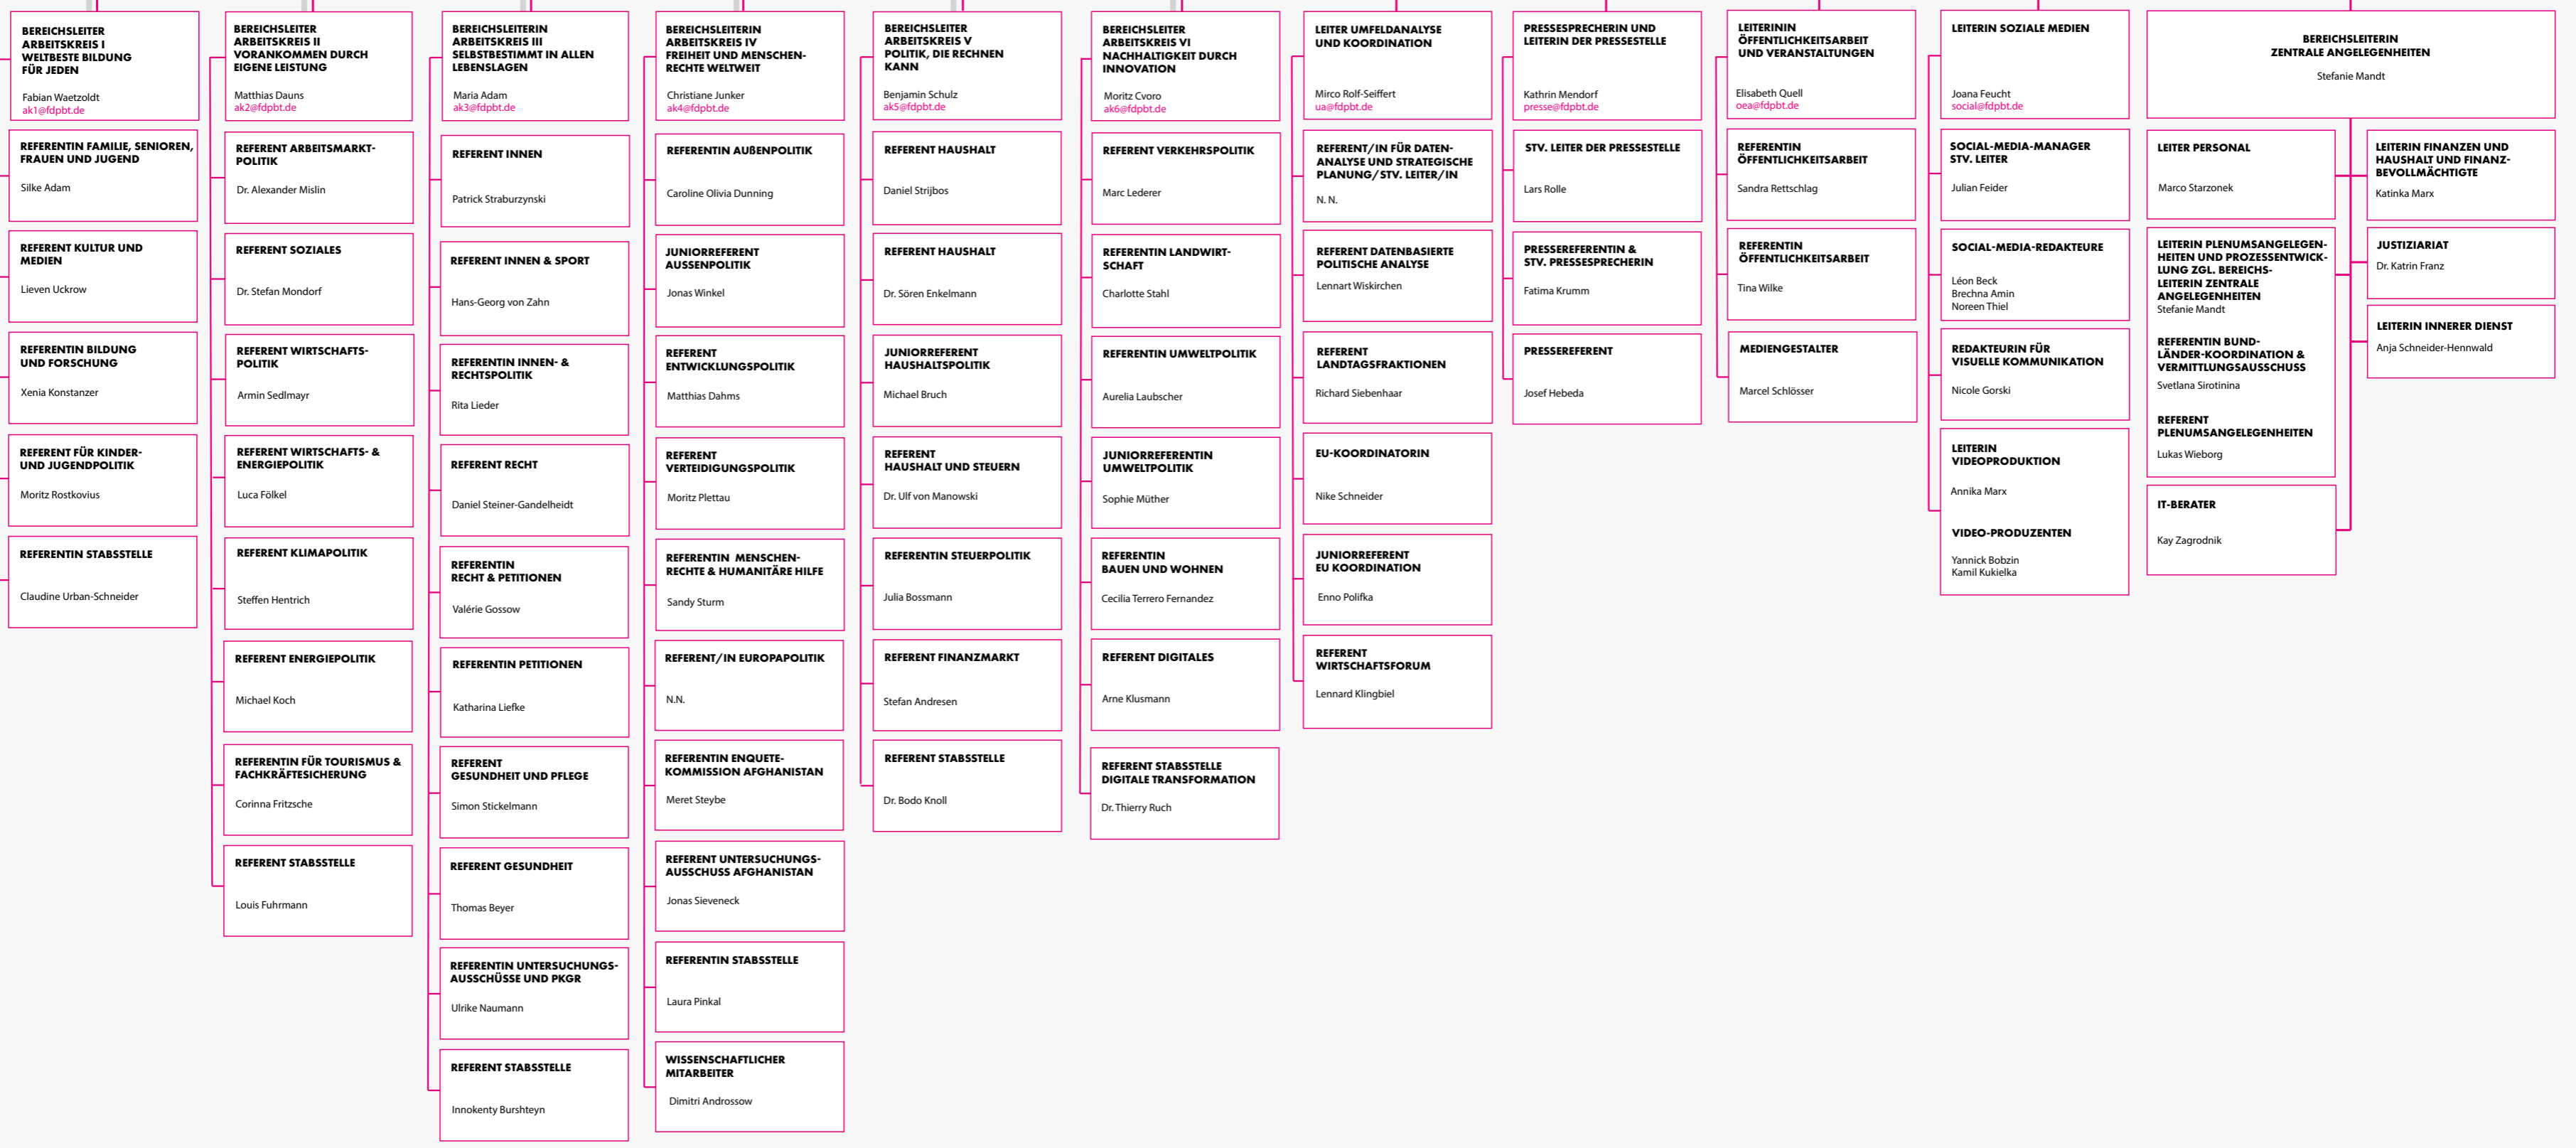 BEREICHSLEITER
ARBEITSKREIS I
WELTBESTE BILDUNG
FÜR JEDEN
Fabian Waetzoldt
ak1@fdpbt.de
REFERENTIN FAMILIE, SENIOREN,
FRAUEN UND JUGEND
Silke Adam
REFERENT KULTUR UND
MEDIEN
Lieven Uckrow
REFERENTIN BILDUNG
UND FORSCHUNG
Xenia Konstanzer
REFERENT FÜR KINDER-
UND JUGENDPOLITIK
Moritz Rostkovius
REFERENTIN STABSSTELLE
Claudine Urban-Schneider
BEREICHSLEITER
ARBEITSKREIS II
VORANKOMMEN DURCH
EIGENE LEISTUNG
Matthias Dauns
ak2@fdpbt.de
REFERENT ARBEITSMARKT-
POLITIK
Dr. Alexander Mislin
REFERENT SOZIALES
Dr. Stefan Mondorf
REFERENT WIRTSCHAFTS-
POLITIK
Armin Sedlmayr
REFERENT WIRTSCHAFTS- &
ENERGIEPOLITIK
Luca Fölkel
REFERENT KLIMAPOLITIK
Steffen Hentrich
REFERENT ENERGIEPOLITIK
Michael Koch
REFERENTIN FÜR TOURISMUS &
FACHKRÄFTESICHERUNG
Corinna Fritzsche
REFERENT STABSSTELLE
Louis Fuhrmann
BEREICHSLEITERIN
ARBEITSKREIS III
SELBSTBESTIMMT IN ALLEN
LEBENSLAGEN
Maria Adam
ak3@fdpbt.de
REFERENT INNEN
Patrick Straburzynski
REFERENT INNEN & SPORT
Hans-Georg von Zahn
REFERENTIN INNEN- &
RECHTSPOLITIK
Rita Lieder
REFERENT RECHT
Daniel Steiner-Gandelheidt
REFERENTIN
RECHT & PETITIONEN
Valérie Gossow
REFERENTIN PETITIONEN
Katharina Liefke
REFERENT
GESUNDHEIT UND PFLEGE
Simon Stickelmann
REFERENT GESUNDHEIT
Thomas Beyer
REFERENTIN UNTERSUCHUNGS-
AUSSCHÜSSE UND PKGR
Ulrike Naumann
REFERENT STABSSTELLE
Innokenty Burshteyn
BEREICHSLEITERIN
ARBEITSKREIS IV
FREIHEIT UND MENSCHEN-
RECHTE WELTWEIT
Christiane Junker
ak4@fdpbt.de
REFERENTIN AUßENPOLITIK
Caroline Olivia Dunning
JUNIORREFERENT
AUSSENPOLITIK
Jonas Winkel
REFERENT
ENTWICKLUNGSPOLITIK
Matthias Dahms
REFERENT
VERTEIDIGUNGSPOLITIK
Moritz Plettau
REFERENTIN MENSCHEN-
RECHTE & HUMANITÄRE HILFE
Sandy Sturm
REFERENT/IN EUROPAPOLITIK
N.N.
REFERENTIN ENQUETE-
KOMMISSION AFGHANISTAN
Meret Steybe
REFERENT UNTERSUCHUNGS-
AUSSCHUSS AFGHANISTAN
Jonas Sieveneck
REFERENTIN STABSSTELLE
Laura Pinkal
WISSENSCHAFTLICHER
MITARBEITER
Dimitri Androssow
BEREICHSLEITER
ARBEITSKREIS V
POLITIK, DIE RECHNEN
KANN
Benjamin Schulz
ak5@fdpbt.de
REFERENT HAUSHALT
Daniel Strijbos
REFERENT HAUSHALT
Dr. Sören Enkelmann
JUNIORREFERENT
HAUSHALTSPOLITIK
Michael Bruch
REFERENT
HAUSHALT UND STEUERN
Dr. Ulf von Manowski
REFERENTIN STEUERPOLITIK
Julia Bossmann
REFERENT FINANZMARKT
Stefan Andresen
REFERENT STABSSTELLE
Dr. Bodo Knoll
BEREICHSLEITER
ARBEITSKREIS VI
NACHHALTIGKEIT DURCH
INNOVATION
Moritz Cvoro
ak6@fdpbt.de
REFERENT VERKEHRSPOLITIK
Marc Lederer
REFERENTIN LANDWIRT-
SCHAFT
Charlotte Stahl
REFERENTIN UMWELTPOLITIK
Aurelia Laubscher
JUNIORREFERENTIN
UMWELTPOLITIK
Sophie Müther
REFERENTIN
BAUEN UND WOHNEN
Cecilia Terrero Fernandez
REFERENT DIGITALES
Arne Klusmann
REFERENT STABSSTELLE
DIGITALE TRANSFORMATION
Dr. Thierry Ruch
LEITER UMFELDANALYSE
UND KOORDINATION
Mirco Rolf-Seiffert
ua@fdpbt.de
REFERENT/IN FÜR DATEN-
ANALYSE UND STRATEGISCHE
PLANUNG/STV. LEITER/IN
N. N.
REFERENT DATENBASIERTE
POLITISCHE ANALYSE
Lennart Wiskirchen
REFERENT
LANDTAGSFRAKTIONEN
Richard Siebenhaar
EU-KOORDINATORIN
Nike Schneider
JUNIORREFERENT
EU KOORDINATION
Enno Polifka
REFERENT
WIRTSCHAFTSFORUM
Lennard Klingbiel
PRESSESPRECHERIN UND
LEITERIN DER PRESSESTELLE
Kathrin Mendorf
presse@fdpbt.de
STV. LEITER DER PRESSESTELLE
Lars Rolle
PRESSEREFERENTIN &
STV. PRESSESPRECHERIN
Fatima Krumm
PRESSEREFERENT
Josef Hebeda
LEITERININ
ÖFFENTLICHKEITSARBEIT
UND VERANSTALTUNGEN
Elisabeth Quell
oea@fdpbt.de
REFERENTIN
ÖFFENTLICHKEITSARBEIT
Sandra Rettschlag
REFERENTIN
ÖFFENTLICHKEITSARBEIT
Tina Wilke
MEDIENGESTALTER
Marcel Schlösser
LEITERIN SOZIALE MEDIEN
Joana Feucht
social@fdpbt.de
SOCIAL-MEDIA-MANAGER
STV. LEITER
Julian Feider
SOCIAL-MEDIA-REDAKTEURE
Léon Beck
Brechna Amin
Noreen Thiel
REDAKTEURIN FÜR
VISUELLE KOMMUNIKATION
Nicole Gorski
LEITERIN
VIDEOPRODUKTION
Annika Marx
VIDEO-PRODUZENTEN
Yannick Bobzin
Kamil Kukielka
BEREICHSLEITERIN
ZENTRALE ANGELEGENHEITEN
Stefanie Mandt
LEITER PERSONAL
Marco Starzonek
LEITERIN PLENUMSANGELEGEN-
HEITEN UND PROZESSENTWICK-
LUNG ZGL. BEREICHS-
LEITERIN ZENTRALE
ANGELEGENHEITEN
Stefanie Mandt
REFERENTIN BUND-
LÄNDER-KOORDINATION &
VERMITTLUNGSAUSSCHUSS
Svetlana Sirotinina
REFERENT
PLENUMSANGELEGENHEITEN
Lukas Wieborg
IT-BERATER
Kay Zagrodnik
LEITERIN FINANZEN UND
HAUSHALT UND FINANZ-
BEVOLLMÄCHTIGTE
Katinka Marx
JUSTIZIARIAT
Dr. Katrin Franz
LEITERIN INNERER DIENST
Anja Schneider-Hennwald